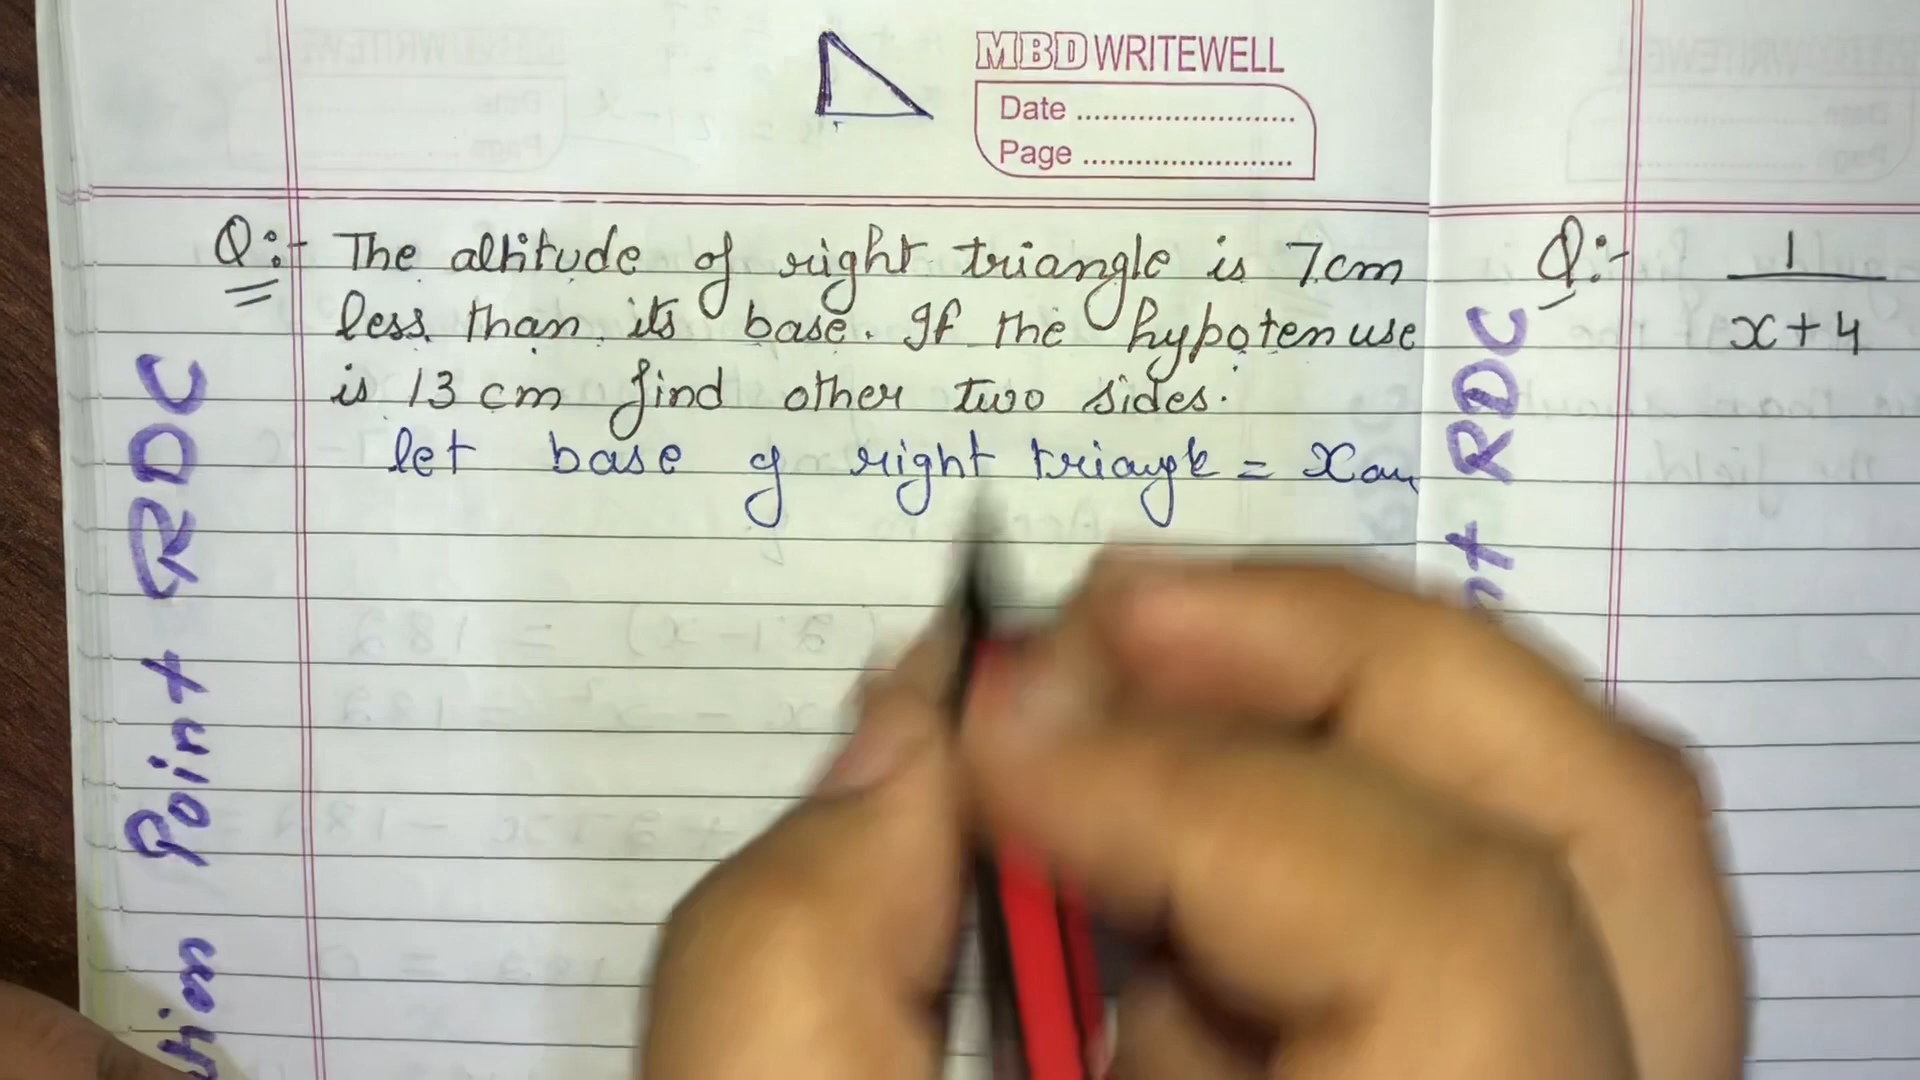 MBD WRITEWELL
Date
Page
Q:- The altitude of right triangle is 7cm
less than its base. If the hypotenuse
is 13 cm find other two sides.
let base of right triangle = x cm
Point RDC
Q:- 1
x+4
RDC